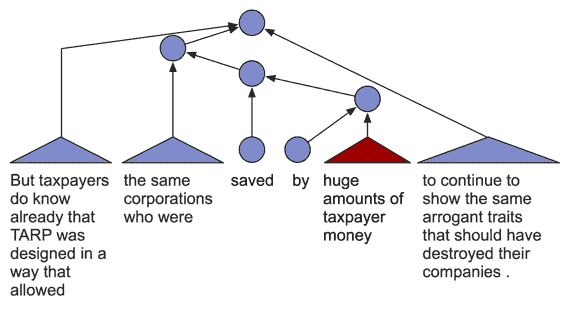 But taxpayers
do know
already that
TARP was
designed in a
way that
allowed
the same
corporations
who were
saved
by
huge
amounts of
taxpayer
money
to continue to
show the same
arrogant traits
that should have
destroyed their
companies .